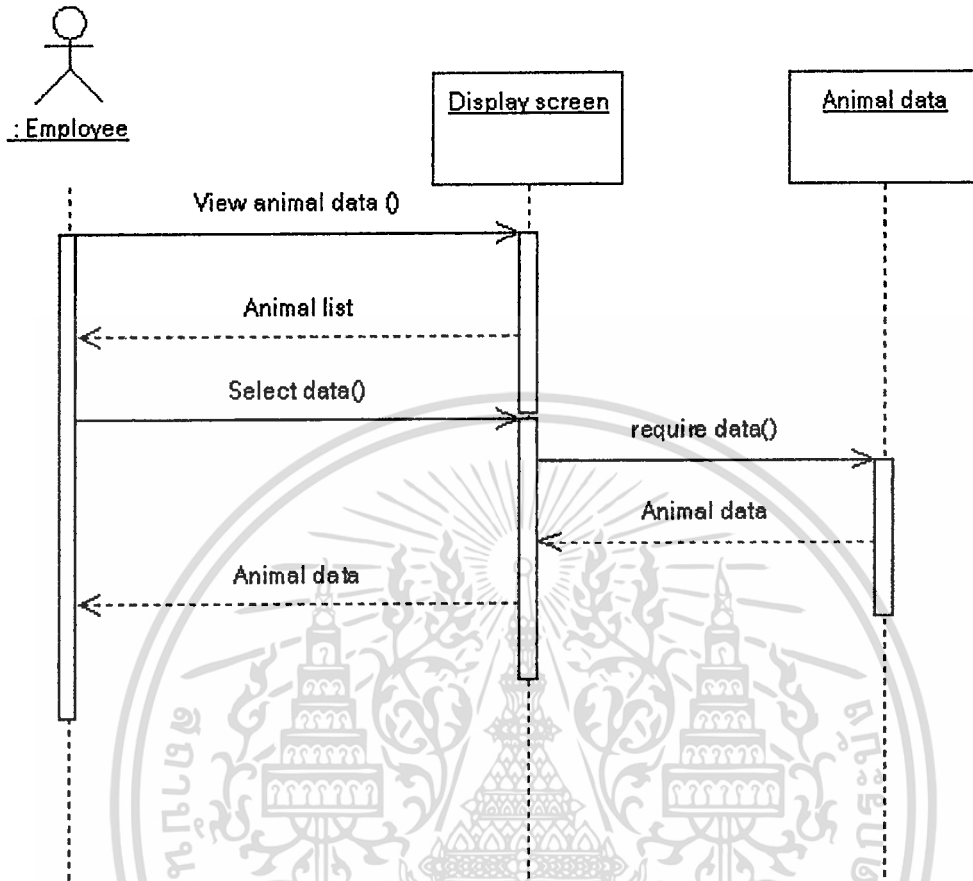 : Employee
Display screen
Animal data
View animal data ()
Animal list
Select data()
require data()
Animal data
Animal data